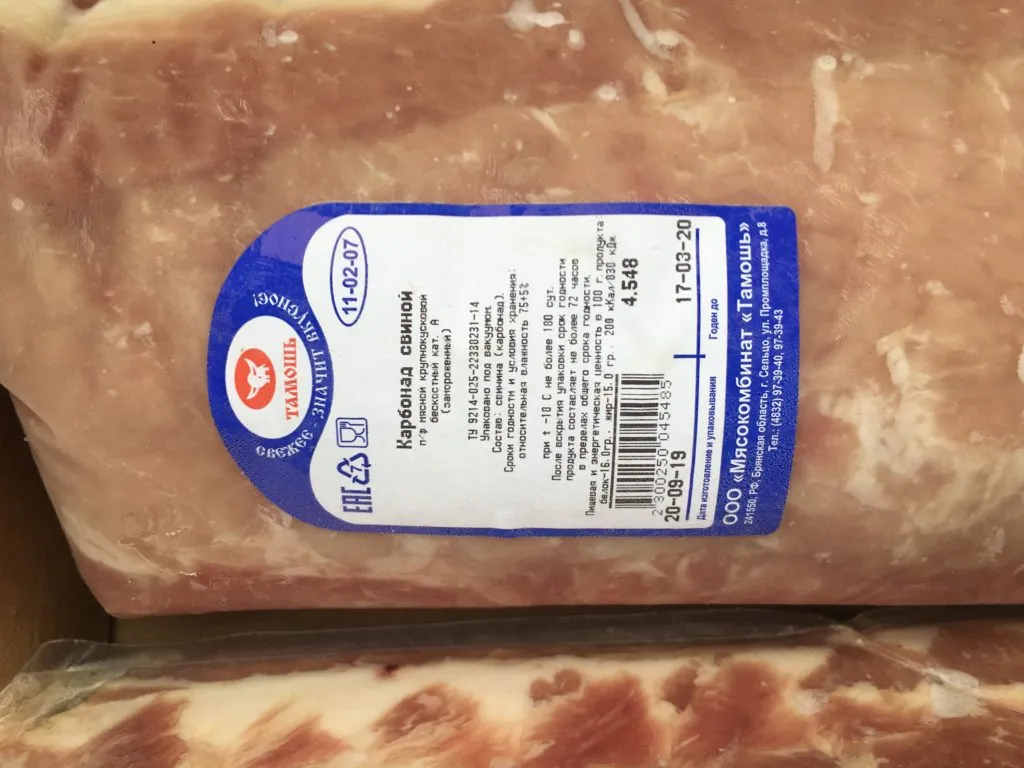 СВЕЖЕЕ - ЗНАЧИТ ВКУСНОЕ!
ТАМОШЬ
11-02-07
EAC
Карбонад свиной
п/ф мясной крупнокусковой
бескостный кат. А
(замороженный)
ТУ 9214-025-22330231-14
Упаковано под вакуумом.
Состав: свинина (карбонад).
Сроки годности и условия хранения:
относительная влажность 75+5%
при t -18 С не более 180 сут.
После вскрытия упаковки срок годности
продукта составляет не более 72 часов
в пределах общего срока годности.
Пищевая и энергетическая ценность в 100 г. продукта
белок-16.0гр., жир-15.0 гр., 200 кКал/830 кДж
4.548
2 300250 045485
20-09-19
17-03-20
Дата изготовление и упаковывания
Годен до
ООО «Мясокомбинат «Тамошь»
241550, РФ, Брянская область, г. Сельцо, ул. Промплощадка, д.8
Тел.: (4832) 97-39-40, 97-39-43